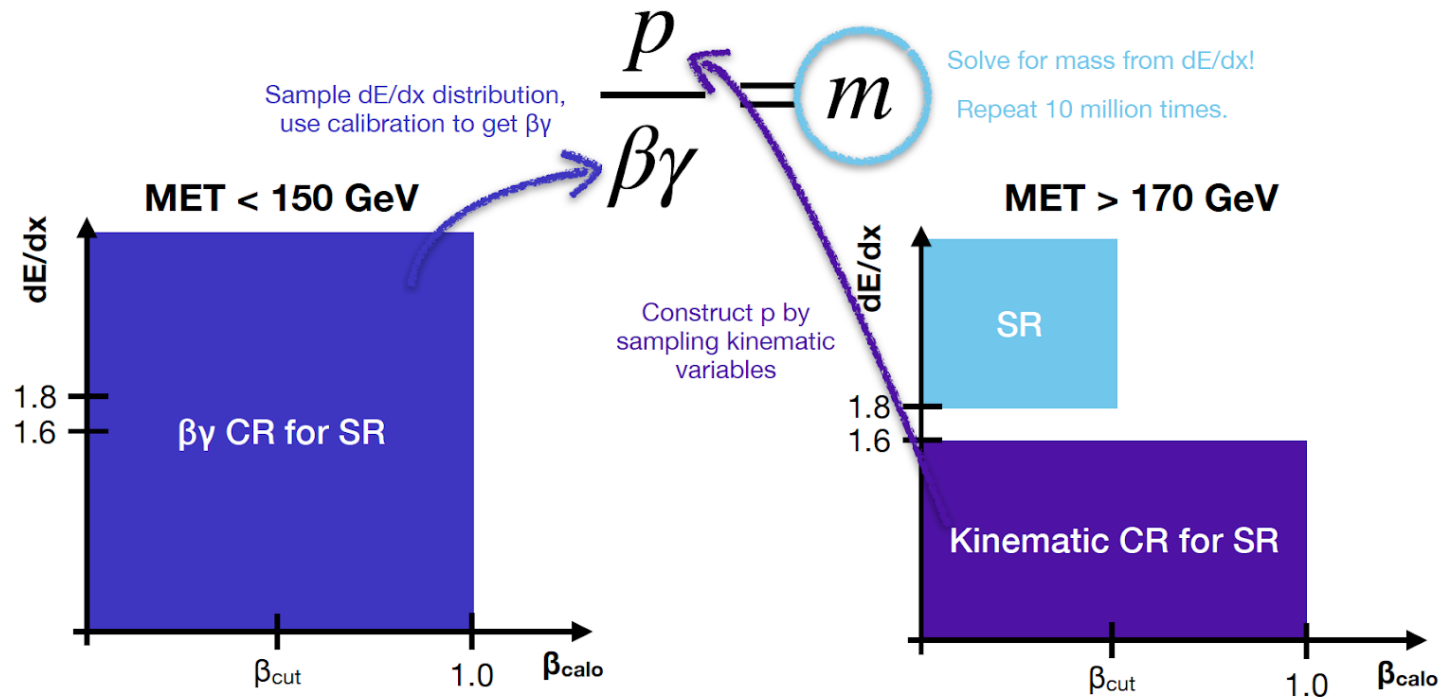 p
βγ
= m
Solve for mass from dE/dx!
Repeat 10 million times.
Sample dE/dx distribution,
use calibration to get βγ
MET < 150 GeV
dE/dx
1.8
1.6
βγ CR for SR
βcut
1.0
βcalo
Construct p by
sampling kinematic
variables
MET > 170 GeV
dE/dx
SR
1.8
1.6
Kinematic CR for SR
βcut
1.0
βcalo